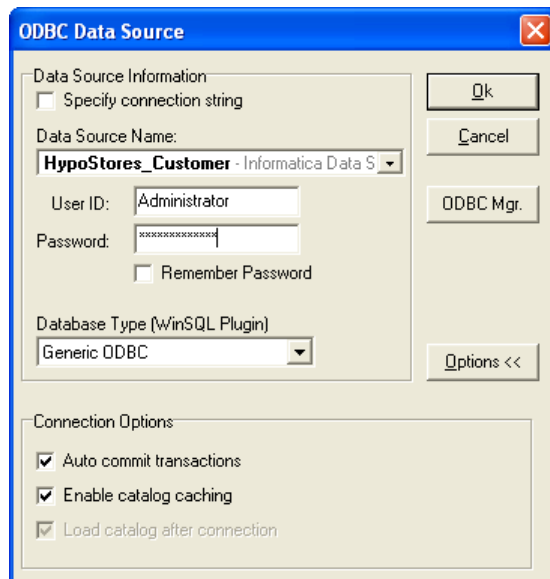 ODBC Data Source
Data Source Information
Specify connection string
Data Source Name:
HypoStores_Customer - Informatica Data S
User ID: Administrator
Password: xxxxxxxxxxxxx
Remember Password
Database Type (WinSQL Plugin)
Generic ODBC
Ok
Cancel
ODBC Mgr.
Options <<
Connection Options
Auto commit transactions
Enable catalog caching
Load catalog after connection